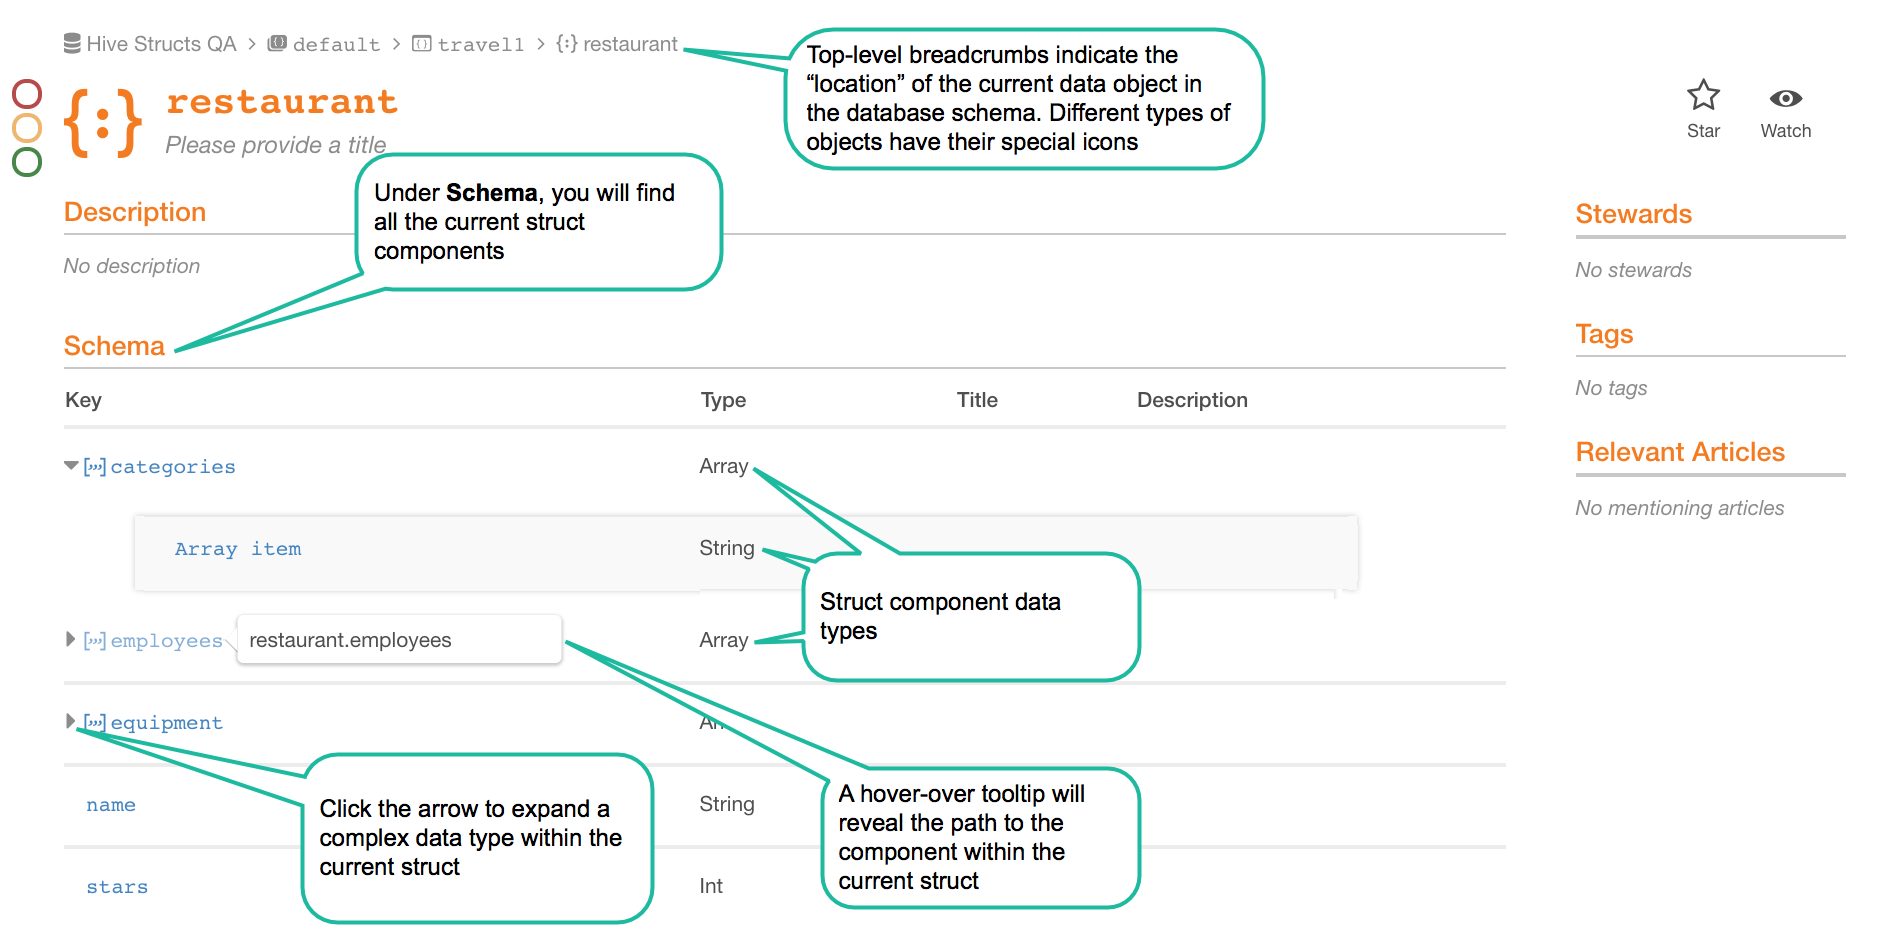 Hive Structs QA > default > travel1 > {:} restaurant
Top-level breadcrumbs indicate the
“location” of the current data object in
the database schema. Different types of
objects have their special icons
{:} restaurant
Please provide a title
Star
Watch
Under Schema, you will find
all the current struct
components
Description
No description
Stewards
No stewards
Schema
Tags
No tags
Key Type Title Description
Relevant Articles
No mentioning articles
categories Array
Array item String
Struct component data
types
employees restaurant.employees Array
equipment
Click the arrow to expand a
complex data type within the
current struct
A hover-over tooltip will
reveal the path to the
component within the
current struct
name String
stars Int